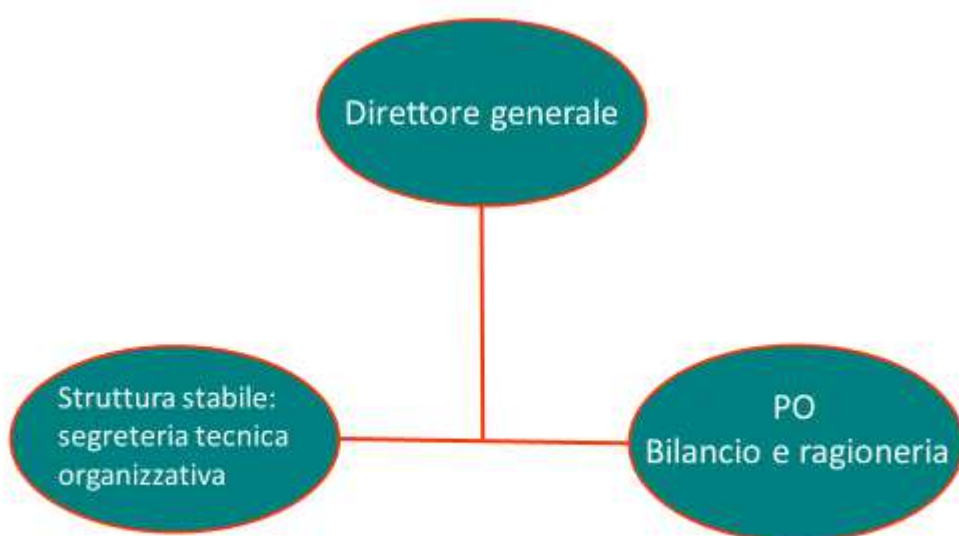 Direttore generale
Struttura stabile:
segreteria tecnica
organizzativa
PO
Bilancio e ragioneria